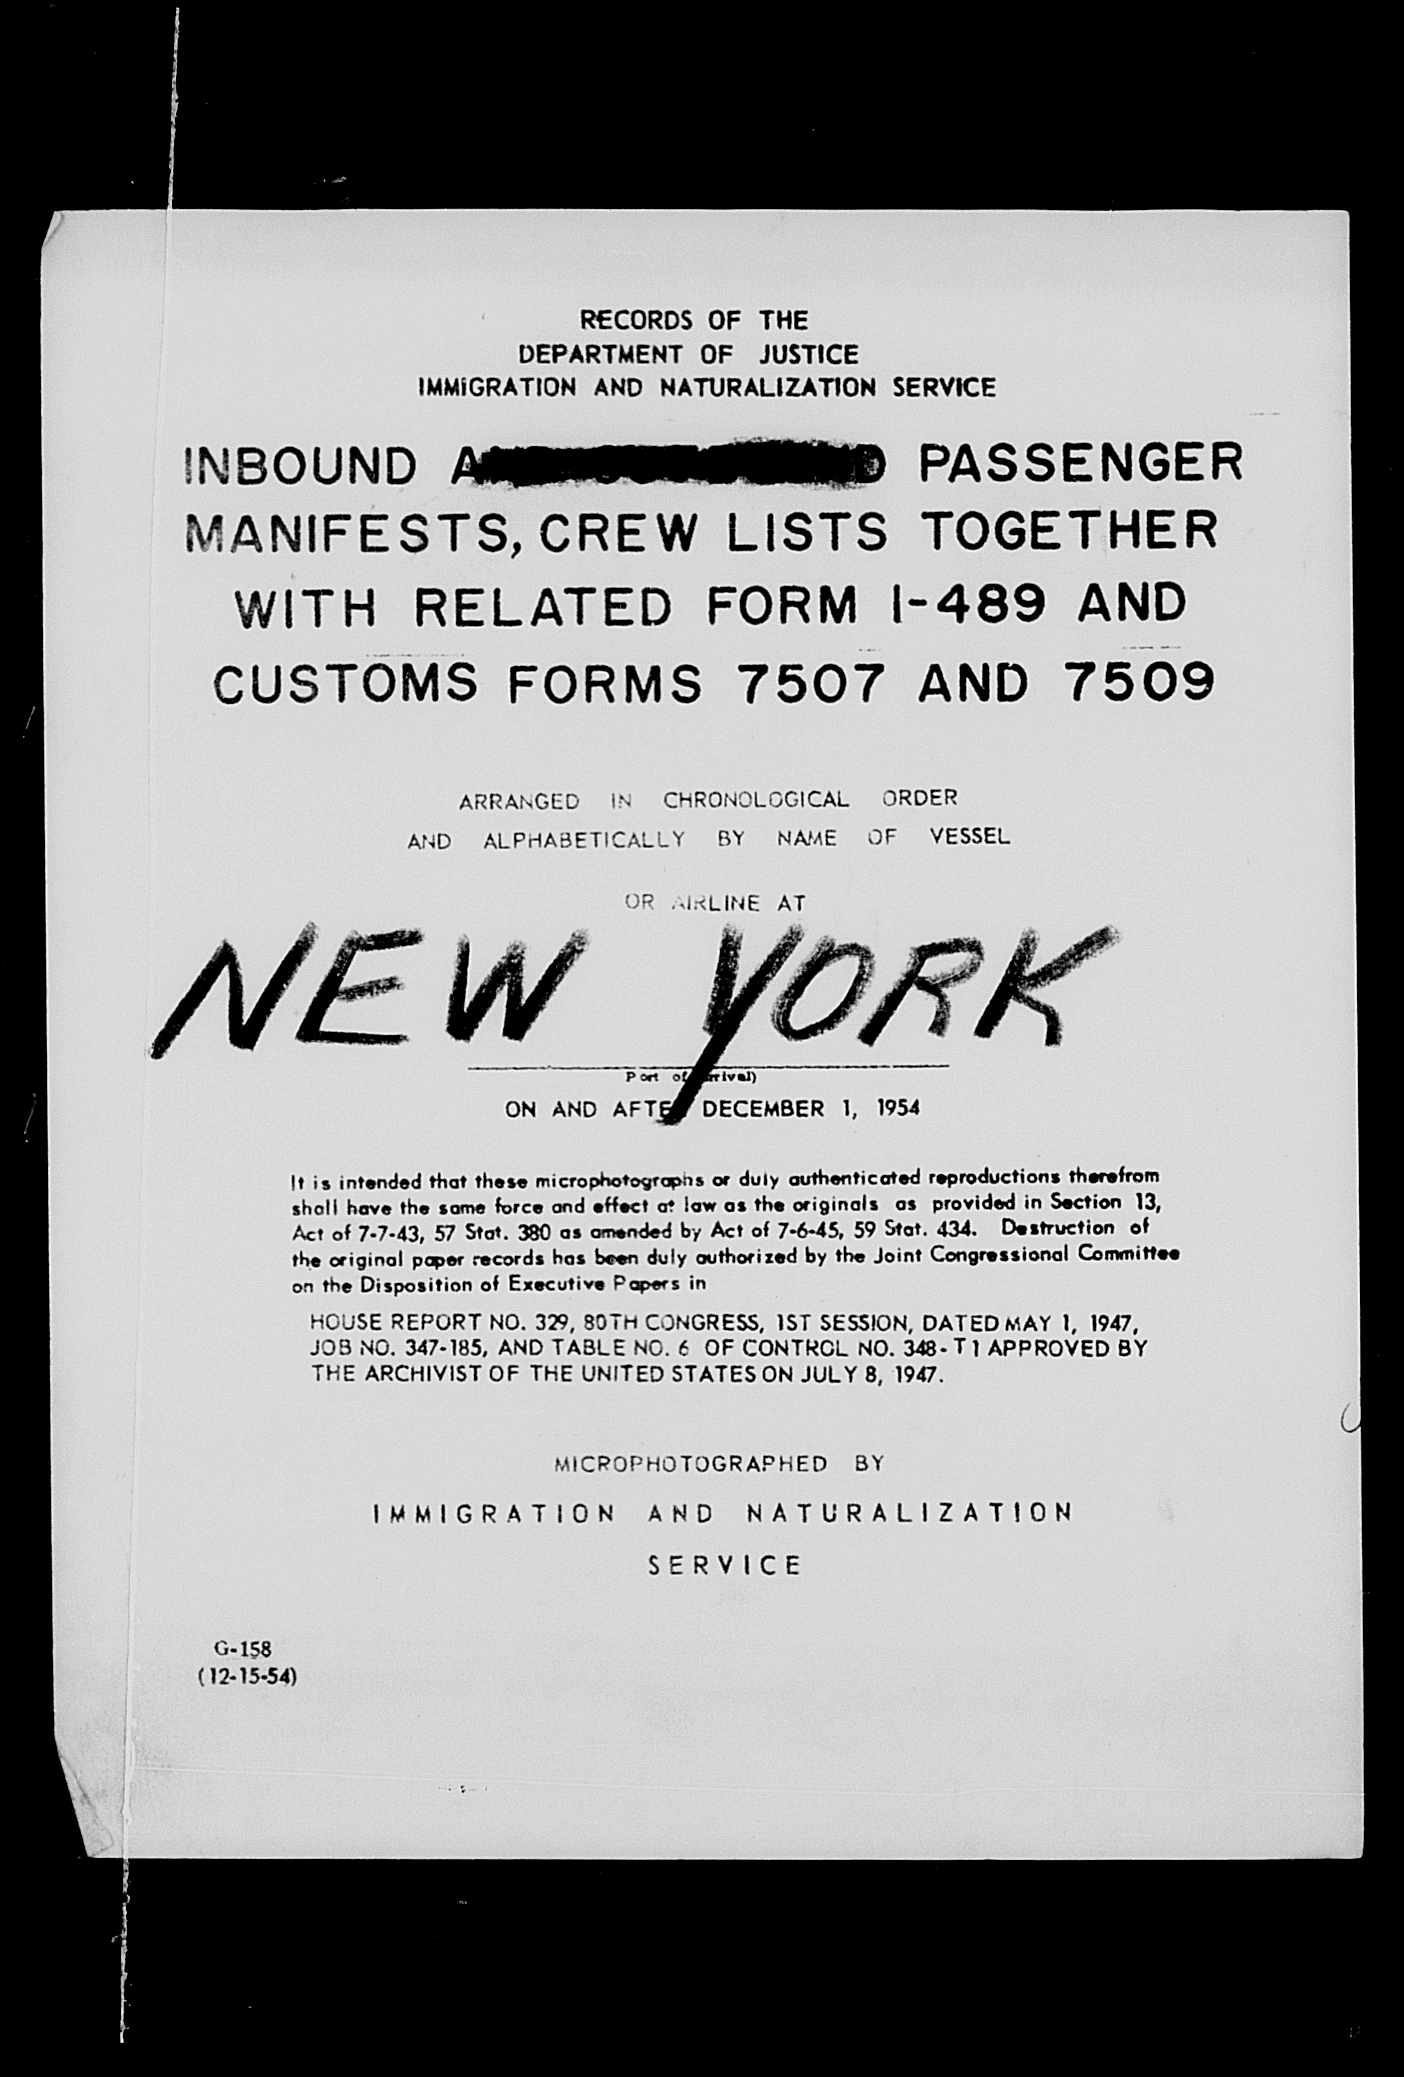 RECORDS OF THE
DEPARTMENT OF JUSTICE
IMMIGRATION AND NATURALIZATION SERVICE
INBOUND PASSENGER
MANIFESTS, CREW LISTS TOGETHER
WITH RELATED FORM I-489 AND
CUSTOMS FORMS 7507 AND 7509
ARRANGED IN CHRONOLOGICAL ORDER
AND ALPHABETICALLY BY NAME OF VESSEL
OR AIRLINE AT
NEW YORK
Port of Arrival)
ON AND AFTER DECEMBER 1, 1954
It is intended that these microphotographs or duly authenticated reproductions therefrom
shall have the same force and effect at law as the originals as provided in Section 13,
Act of 7-7-43, 57 Stat. 380 as amended by Act of 7-6-45, 59 Stat. 434. Destruction of
the original paper records has been duly authorized by the Joint Congressional Committee
on the Disposition of Executive Papers in
HOUSE REPORT NO. 329, 80TH CONGRESS, 1ST SESSION, DATED MAY 1, 1947,
JOB NO. 347-185, AND TABLE NO. 6 OF CONTROL NO. 348-T1 APPROVED BY
THE ARCHIVIST OF THE UNITED STATES ON JULY 8, 1947.
MICROPHOTOGRAPHED BY
IMMIGRATION AND NATURALIZATION
SERVICE
G-158
(12-15-54)